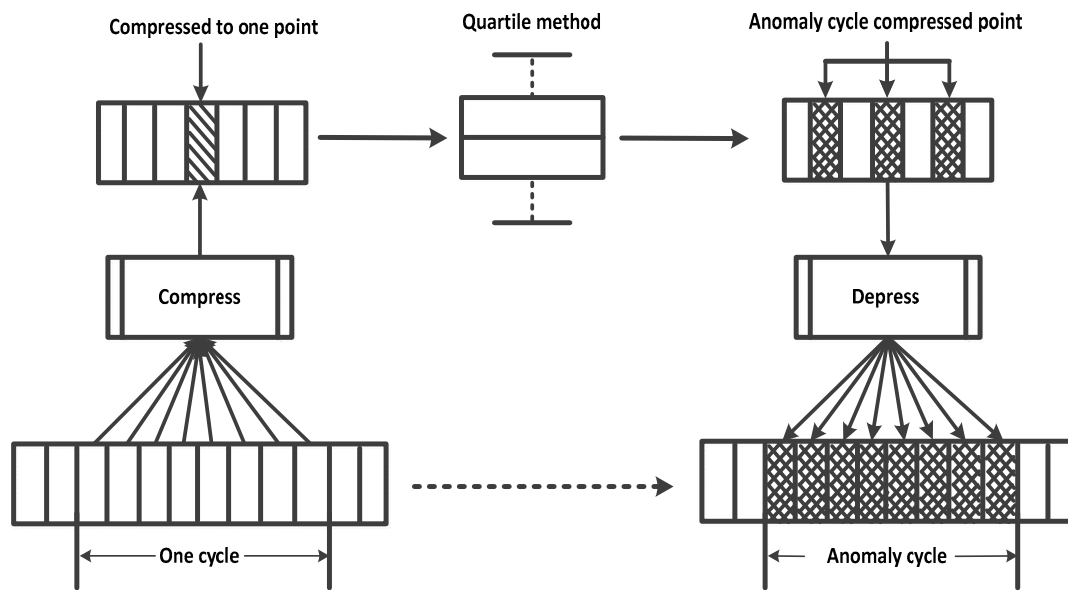 Compressed to one point
Quartile method
Anomaly cycle compressed point
Compress
Depress
One cycle
Anomaly cycle